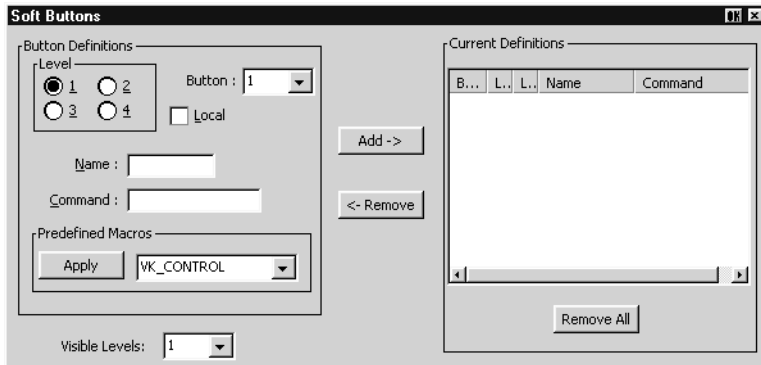 Soft Buttons OK
Button Definitions
Level
1 2
3 4
Button : 1
Local
Name :
Command :
Predefined Macros
Apply VK_CONTROL
Visible Levels: 1
Add ->
<- Remove
Current Definitions
B... L.. L.. Name Command
Remove All